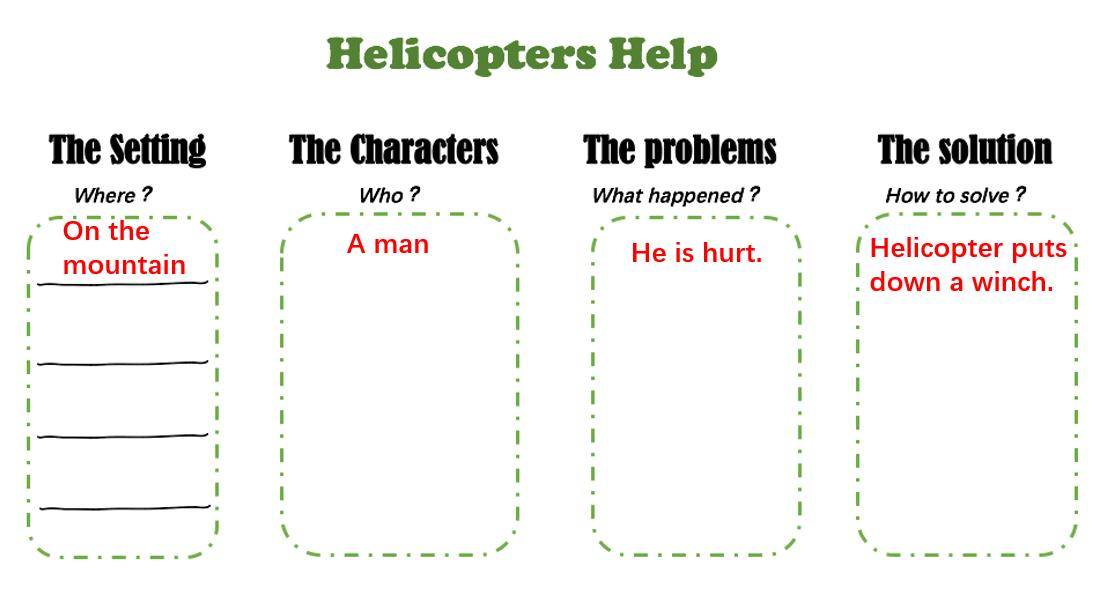 Helicopters Help
The Setting
Where ?
On the
mountain
The Characters
Who ?
A man
The problems
What happened ?
He is hurt.
The solution
How to solve ?
Helicopter puts
down a winch.